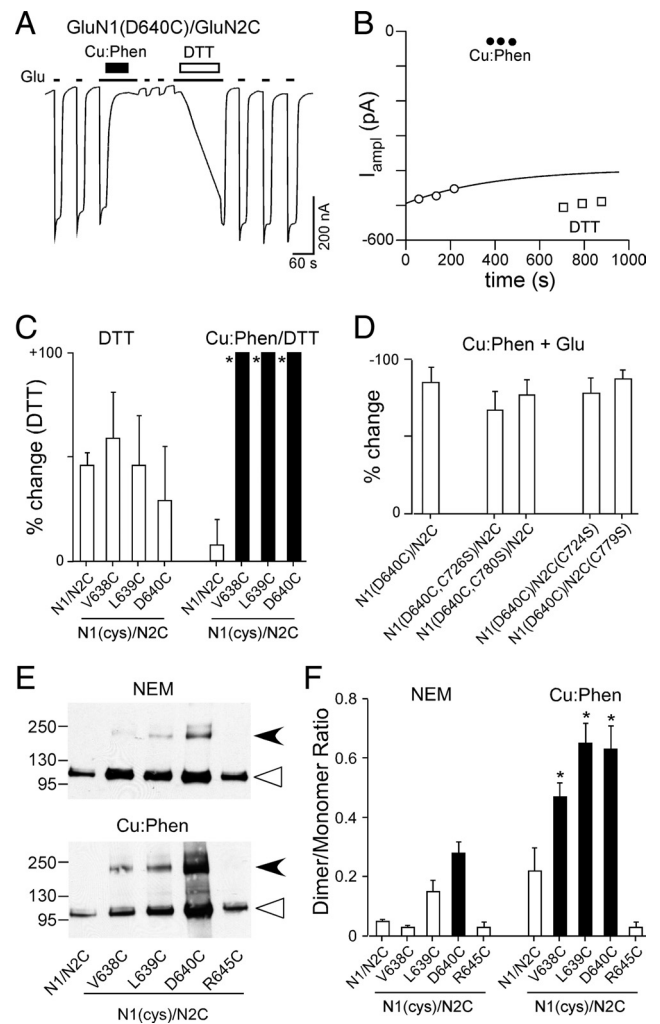 A
GluN1(D640C)/GluN2C
Cu:Phen
DTT
Glu
200 nA
60 s
B
0
-600
I ampl (pA)
Cu:Phen
DTT
0 200 400 600 800 1000
time (s)
C
DTT
Cu:Phen/DTT
+100
0
% change (DTT)
* * *
N1/N2C V638C L639C D640C N1/N2C V638C L639C D640C
N1(cys)/N2C N1(cys)/N2C
D
Cu:Phen + Glu
-100
0
% change
N1(D640C)/N2C
N1(D640C,C726S)/N2C
N1(D640C,C780S)/N2C
N1(D640C)/N2C(C724S)
N1(D640C)/N2C(C779S)
E
NEM
250
130
95
Cu:Phen
250
130
95
N1/N2C V638C L639C D640C R645C
N1(cys)/N2C
F
NEM
Cu:Phen
0.8
0.6
0.4
0.2
0
Dimer/Monomer Ratio
* * *
N1/N2C V638C L639C D640C R645C N1/N2C V638C L639C D640C R645C
N1(cys)/N2C N1(cys)/N2C